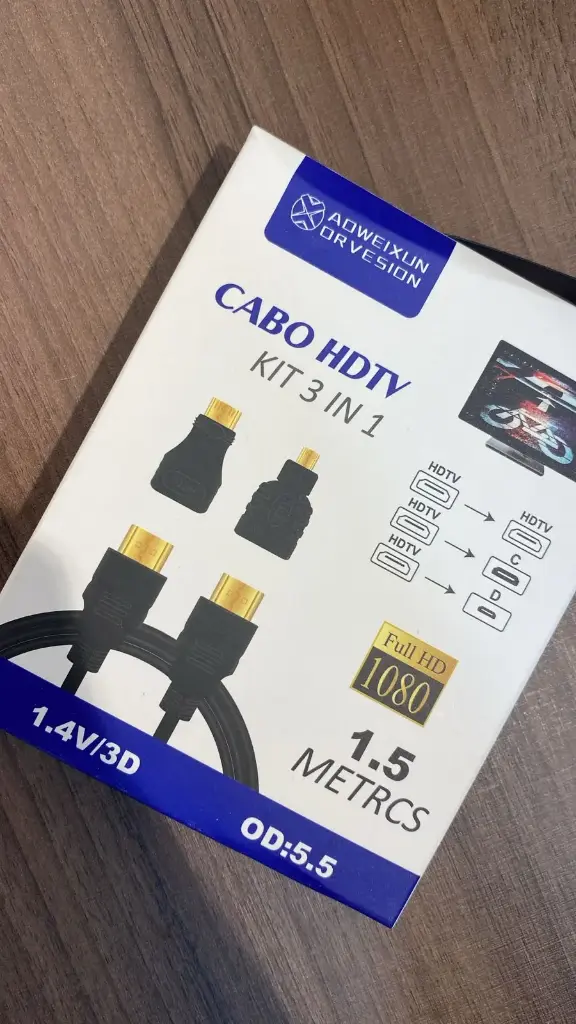 AOWEIXUN
ORVESION
CABO HDTV
KIT 3 IN 1
HDTV
HDTV
HDTV
HDTV
C
D
Full HD
1080
1.5
METRCS
1.4V/3D
OD:5.5